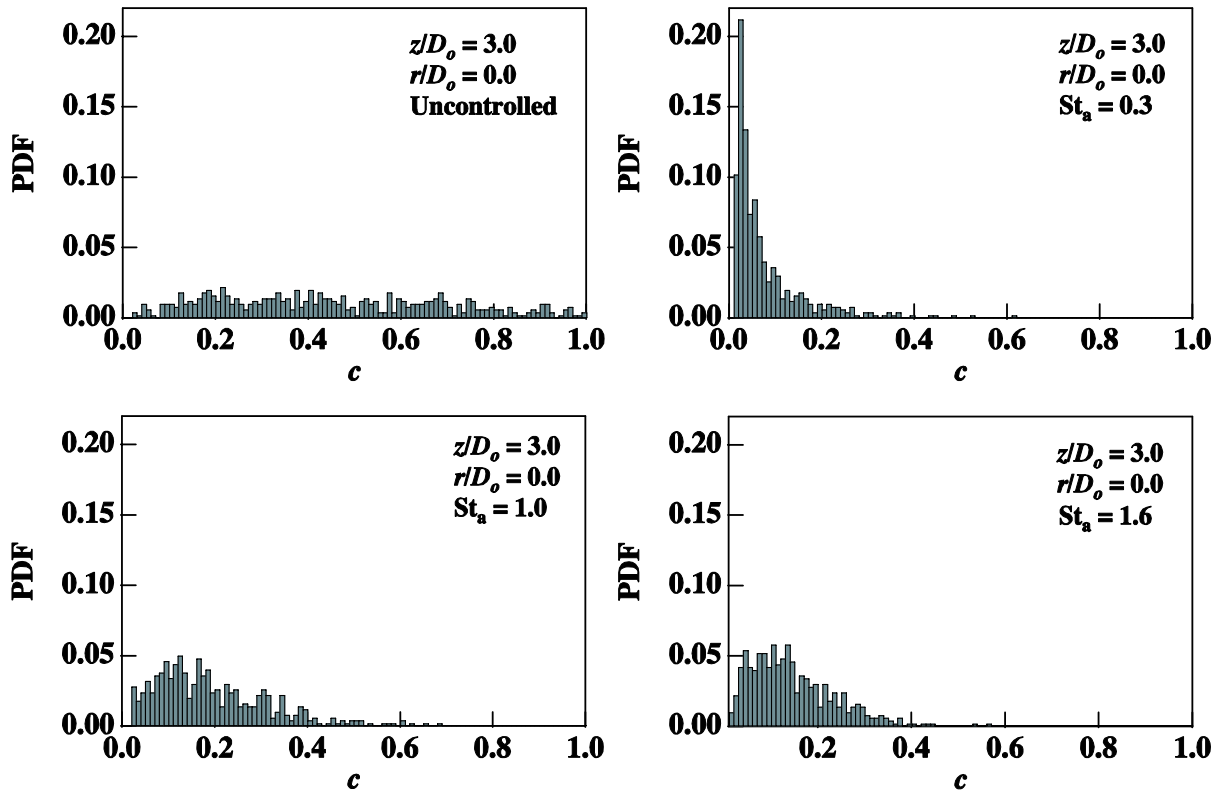 0.20
0.15
0.10
0.05
0.00
PDF
z/Dₒ = 3.0
r/Dₒ = 0.0
Uncontrolled
0.0 0.2 0.4 0.6 0.8 1.0
c
0.20
0.15
0.10
0.05
0.00
PDF
z/Dₒ = 3.0
r/Dₒ = 0.0
Stₐ = 0.3
0.0 0.2 0.4 0.6 0.8 1.0
c
0.20
0.15
0.10
0.05
0.00
PDF
z/Dₒ = 3.0
r/Dₒ = 0.0
Stₐ = 1.0
0.0 0.2 0.4 0.6 0.8 1.0
c
0.20
0.15
0.10
0.05
0.00
PDF
z/Dₒ = 3.0
r/Dₒ = 0.0
Stₐ = 1.6
0.2 0.4 0.6 0.8 1.0
c